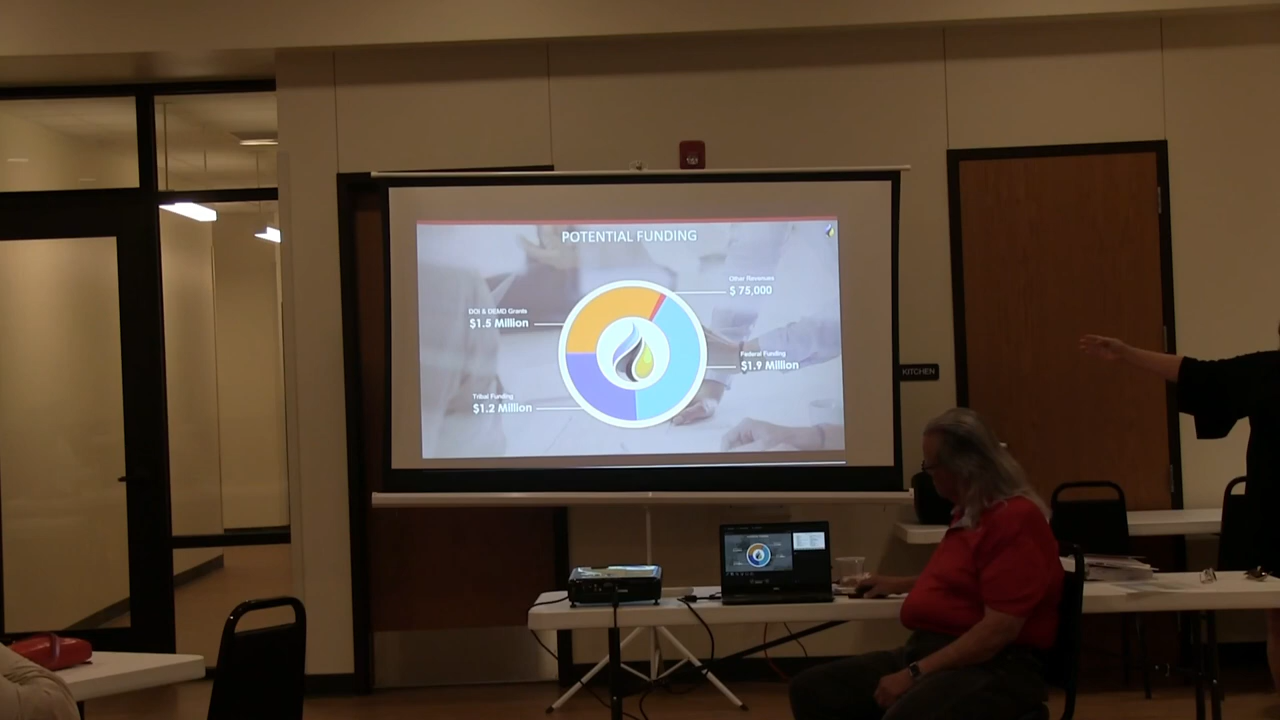 POTENTIAL FUNDING
Other Revenues
$ 75,000
DOI & DEMD Grants
$1.5 Million
Federal Funding
$1.9 Million
Tribal Funding
$1.2 Million
KITCHEN